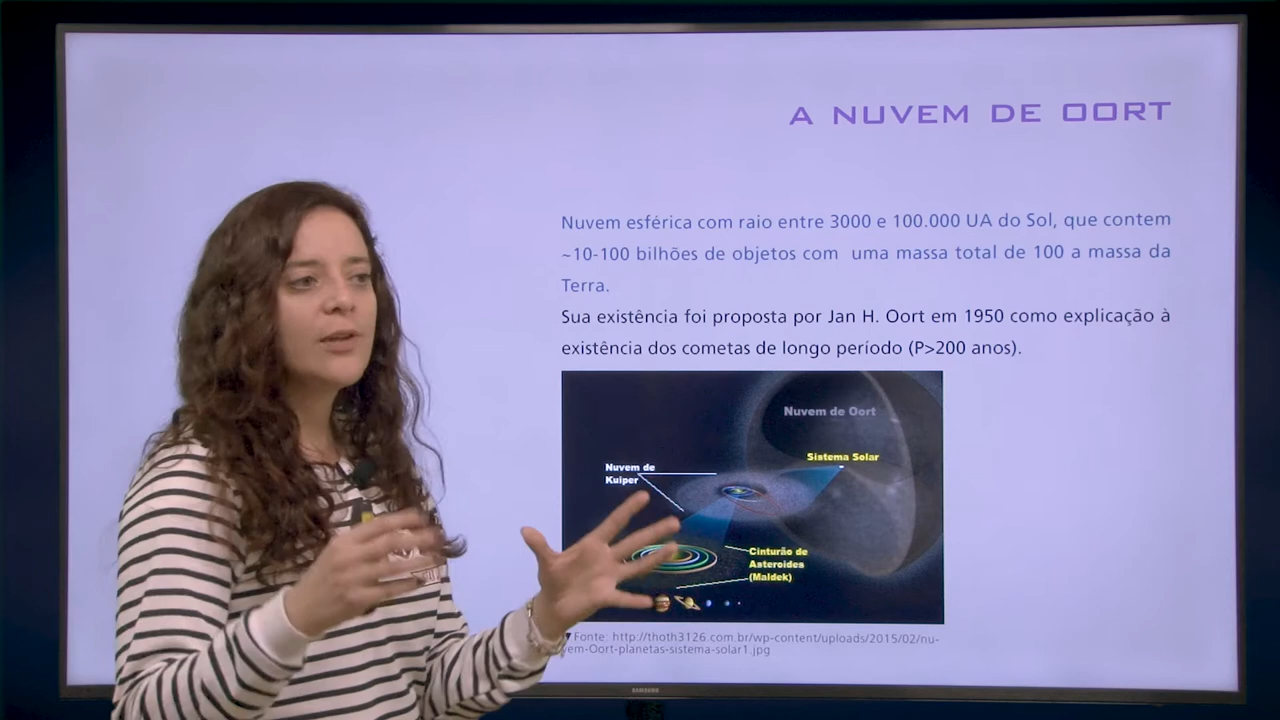 A NUVEM DE OORT
Nuvem esférica com raio entre 3000 e 100.000 UA do Sol, que contem
~10-100 bilhões de objetos com uma massa total de 100 a massa da
Terra.
Sua existência foi proposta por Jan H. Oort em 1950 como explicação à
existência dos cometas de longo período (P>200 anos).
Nuvem de Oort
Sistema Solar
Nuvem de
Kuiper
Cinturão de
Asteroides
(Maldek)
Fonte: http://thoth3126.com.br/wp-content/uploads/2015/02/nu-
vem-Oort-planetas-sistema-solar1.jpg
SAMSUNG